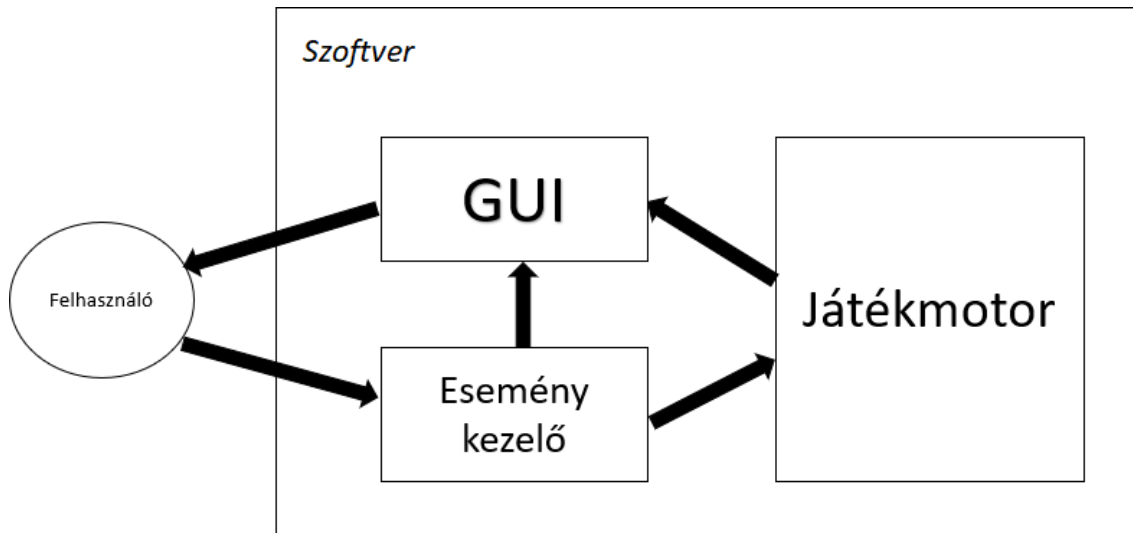 Szoftver
GUI
Felhasználó
Játékmotor
Esemény
kezelő